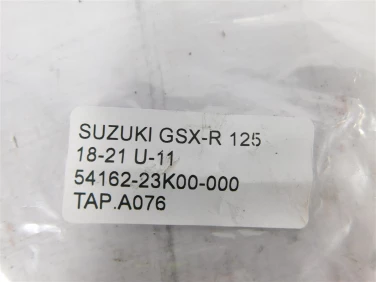 SUZUKI GSX-R 125
18-21 U-11
54162-23K00-000
TAP.A076